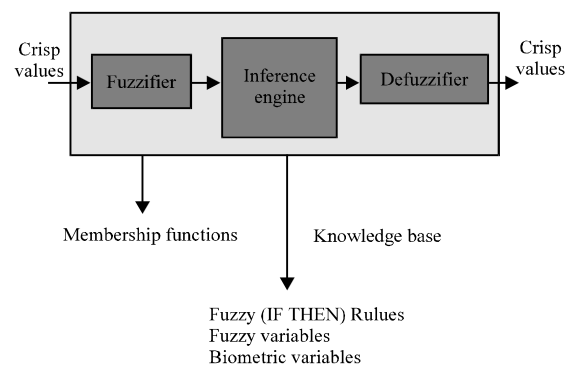 Crisp
values
Fuzzifier
Inference
engine
Defuzzifier
Crisp
values
Membership functions
Knowledge base
Fuzzy (IF THEN) Rulues
Fuzzy variables
Biometric variables